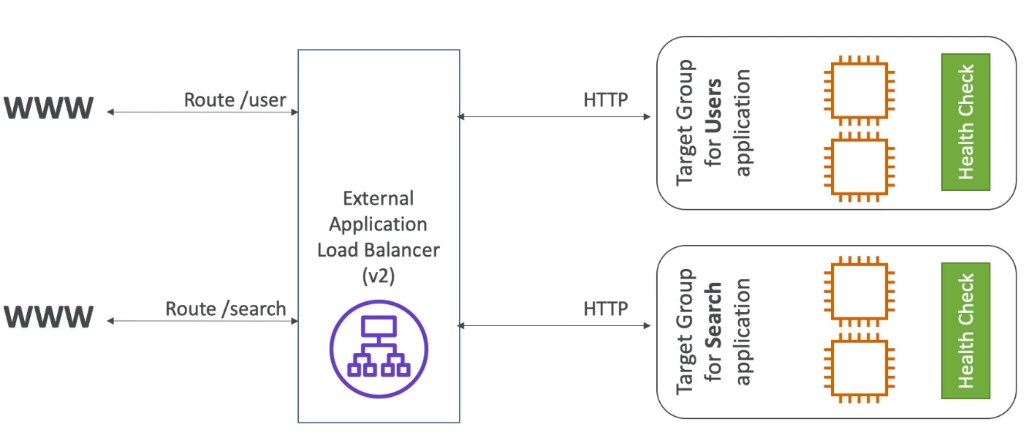 WWW
Route /user
HTTP
Target Group
for Users
application
Health Check
External
Application
Load Balancer
(v2)
WWW
Route /search
HTTP
Target Group
for Search
application
Health Check